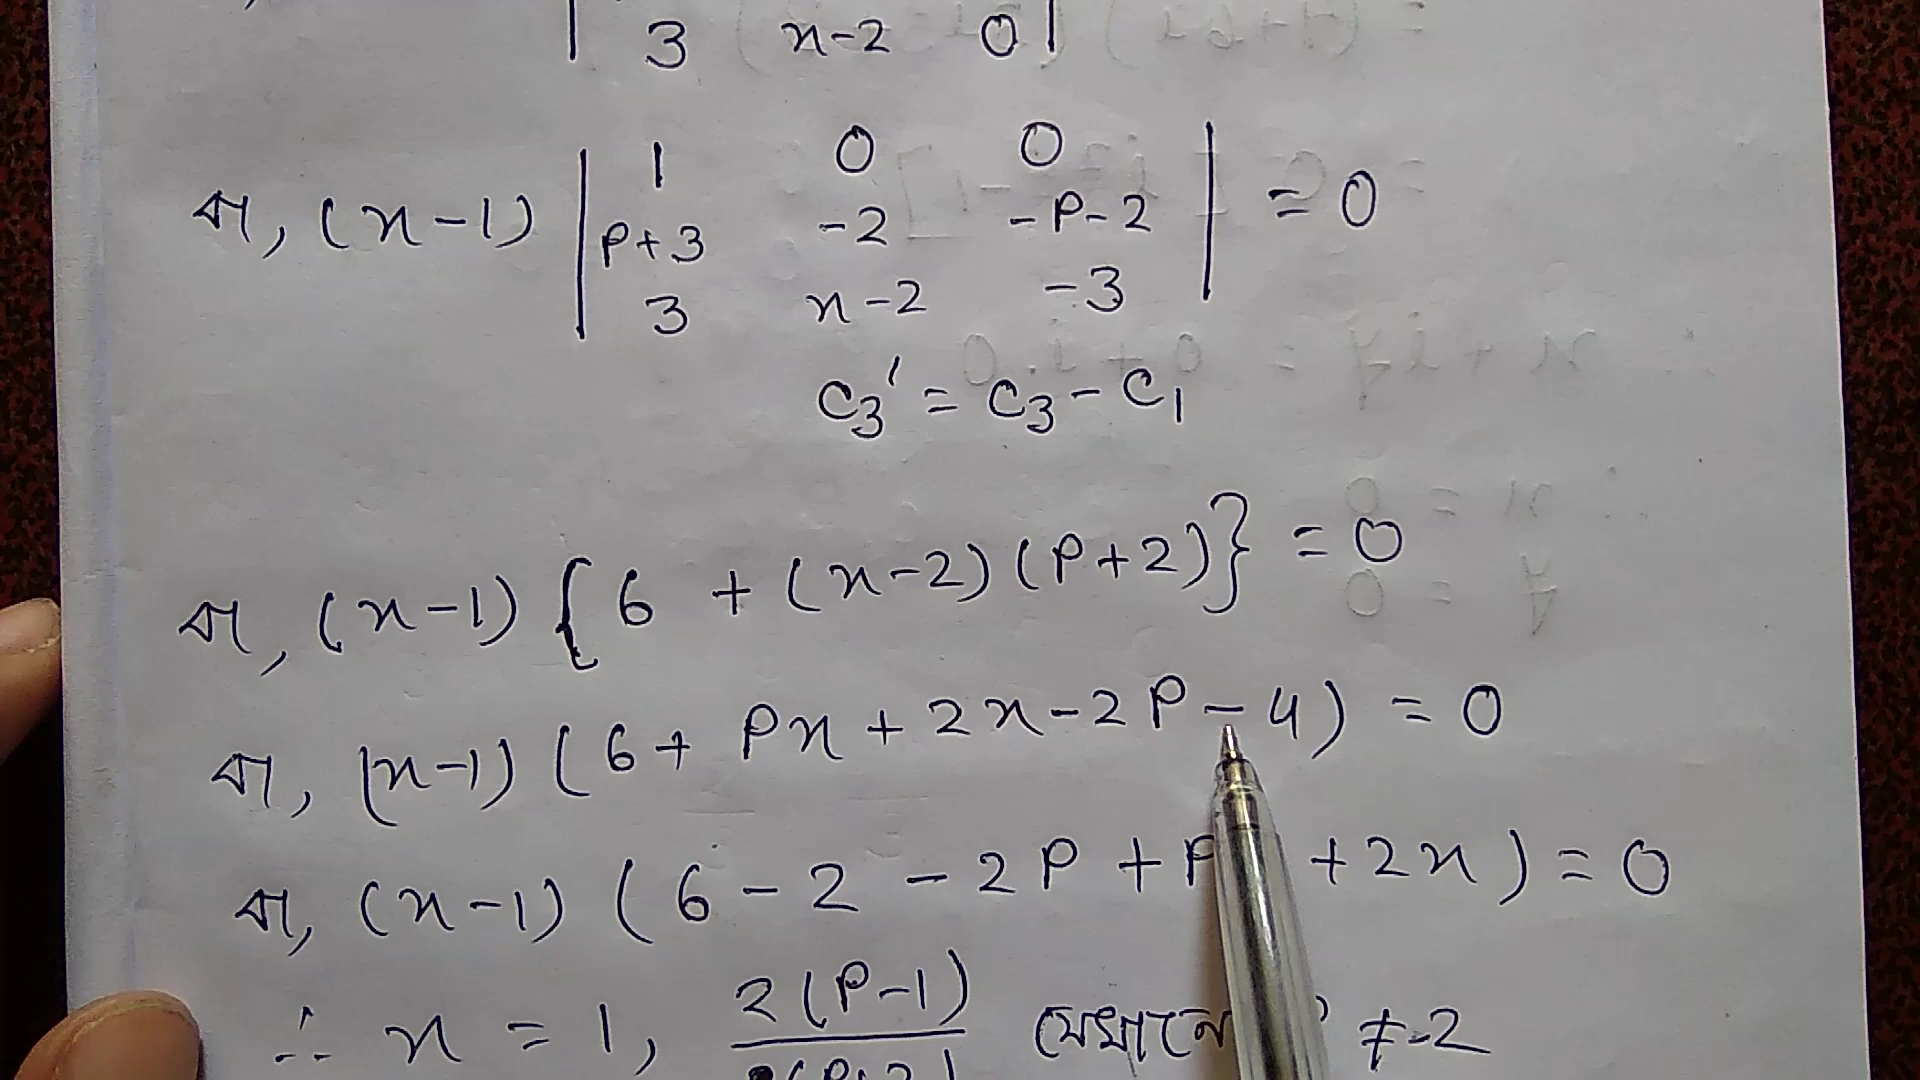 3 x-2 0
বা, (x-1) | 1 0 0 | = 0
P+3 -2 -P-2
3 x-2 -3
C₃' = C₃ - C₁
বা, (x-1) {6 + (x-2)(P+2)} = 0
বা, (x-1) (6 + Px + 2x - 2P - 4) = 0
বা, (x-1) (6 - 2 - 2P + P + 2x) = 0
∴ x = 1, 2(P-1) যেখানে ≠ -2